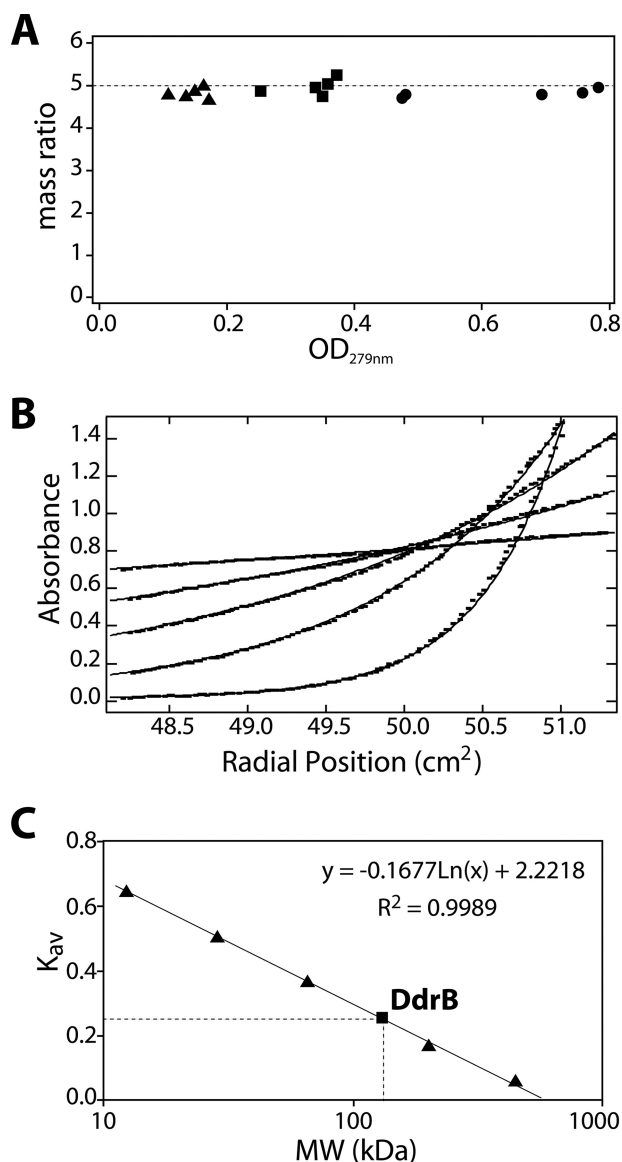 A
6
5
4
3
2
1
0
mass ratio
0.0 0.2 0.4 0.6 0.8
OD279nm
B
1.4
1.2
1.0
0.8
0.6
0.4
0.2
0.0
Absorbance
48.5 49.0 49.5 50.0 50.5 51.0
Radial Position (cm²)
C
0.8
0.6
0.4
0.2
0.0
Kav
y = -0.1677Ln(x) + 2.2218
R² = 0.9989
DdrB
10 100 1000
MW (kDa)